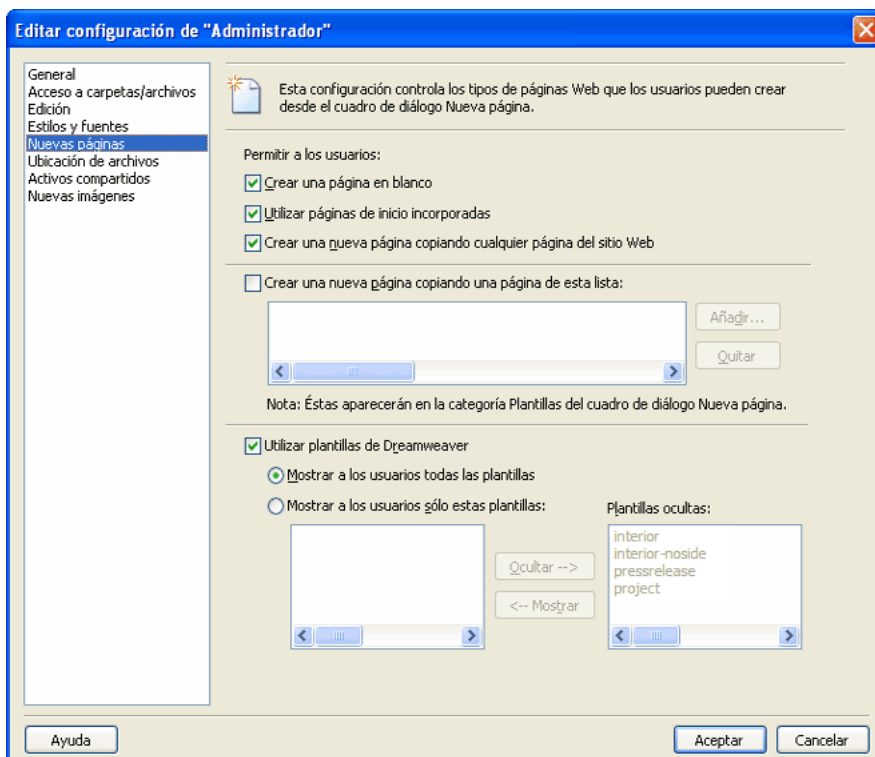 Editar configuración de "Administrador"
General
Acceso a carpetas/archivos
Edición
Estilos y fuentes
Nuevas páginas
Ubicación de archivos
Activos compartidos
Nuevas imágenes
Esta configuración controla los tipos de páginas Web que los usuarios pueden crear
desde el cuadro de diálogo Nueva página.
Permitir a los usuarios:
Crear una página en blanco
Utilizar páginas de inicio incorporadas
Crear una nueva página copiando cualquier página del sitio Web
Crear una nueva página copiando una página de esta lista:
Añadir...
Quitar
Nota: Éstas aparecerán en la categoría Plantillas del cuadro de diálogo Nueva página.
Utilizar plantillas de Dreamweaver
Mostrar a los usuarios todas las plantillas
Mostrar a los usuarios sólo estas plantillas:
Plantillas ocultas:
Ocultar -->
<-- Mostrar
interior
interior-noside
pressrelease
project
Ayuda
Aceptar
Cancelar